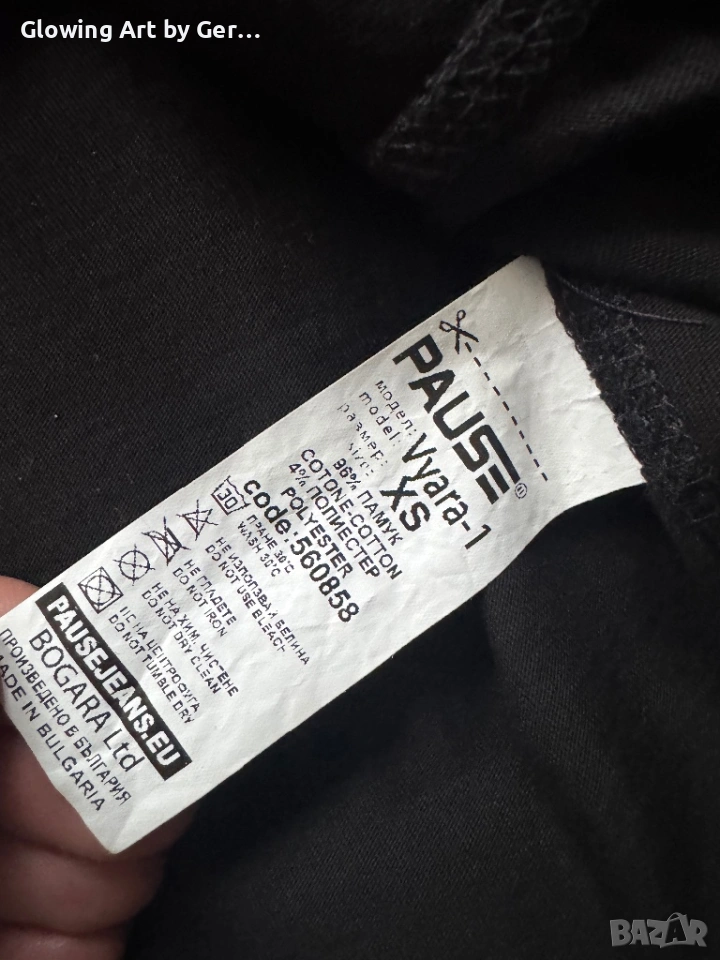 Glowing Art by Ger…
PAUSE®
модел:
model: Vyara-1
размер:
size: XS
96% ПАМУК
COTONE-COTTON
4% ПОЛИЕСТЕР
POLYESTER
code:560858
30
ПРАНЕ 30°C
WASH 30°C
НЕ ИЗПОЛЗВАЙ БЕЛИНА
DO NOT USE BLEACH
НЕ ГЛАДЕТЕ
DO NOT IRON
НЕ НА ХИМ. ЧИСТЕНЕ
DO NOT DRY CLEAN
НЕ НА ЦЕНТРОФУГА
DO NOT TUMBLE DRY
PAUSEJEANS.EU
BOGARA Ltd
ПРОИЗВЕДЕНО В БЪЛГАРИЯ
MADE IN BULGARIA
BAZAR